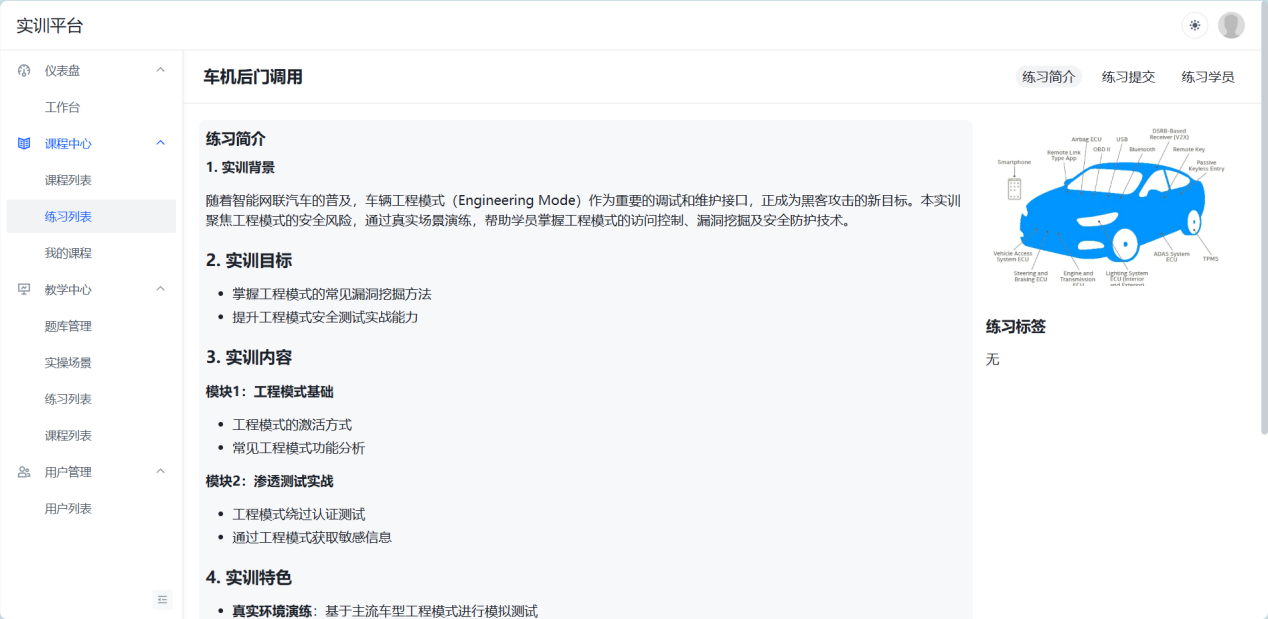 实训平台
仪表盘
工作台
课程中心
课程列表
练习列表
我的课程
教学中心
题库管理
实操场景
练习列表
课程列表
用户管理
用户列表
车机后门调用
练习简介
练习提交
练习学员
练习简介
1. 实训背景
随着智能网联汽车的普及，车辆工程模式（Engineering Mode）作为重要的调试和维护接口，正成为黑客攻击的新目标。本实训
聚焦工程模式的安全风险，通过真实场景演练，帮助学员掌握工程模式的访问控制、漏洞挖掘及安全防护技术。
2. 实训目标
• 掌握工程模式的常见漏洞挖掘方法
• 提升工程模式安全测试实战能力
3. 实训内容
模块1：工程模式基础
• 工程模式的激活方式
• 常见工程模式功能分析
模块2：渗透测试实战
• 工程模式绕过认证测试
• 通过工程模式获取敏感信息
4. 实训特色
• 真实环境演练：基于主流车型工程模式进行模拟测试
DSRB-Based
Receiver (V2X)
Airbag ECU
USB
OBD II
Bluetooth
Remote Key
Remote Link
Type App
Smartphone
Passive
Keyless Entry
Vehicle Access
System ECU
ADAS System
ECU
TPMS
Steering and
Braking ECU
Engine and
Transmission
ECU
Lighting System
ECU (Interior
and Exterior)
练习标签
无